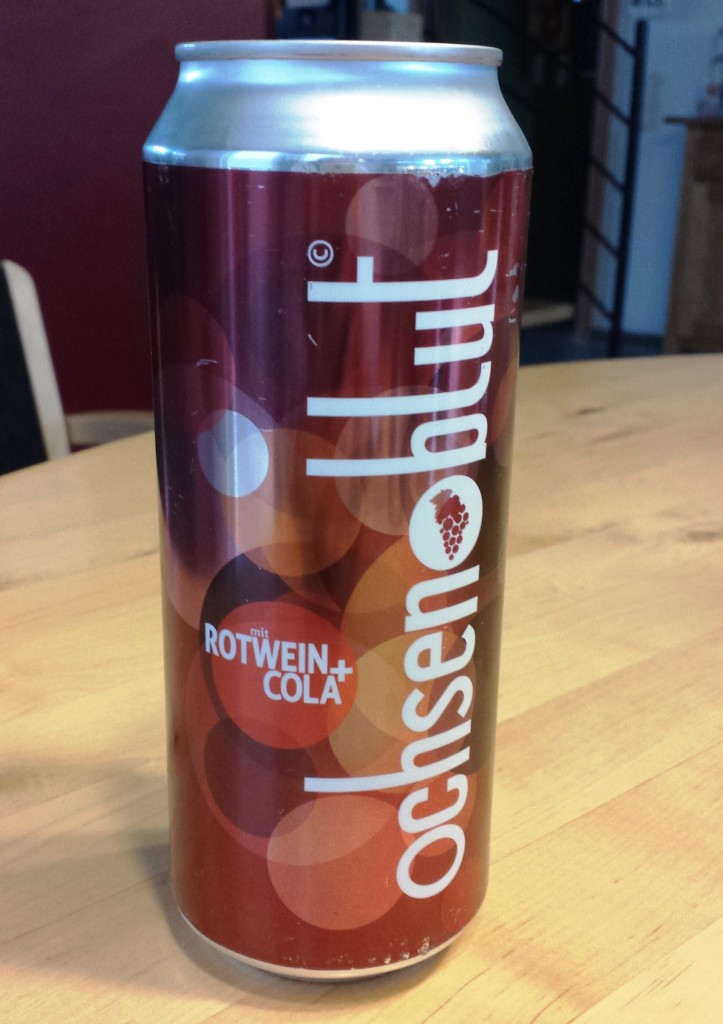 ochsenblut ©
mit
ROTWEIN+
COLA